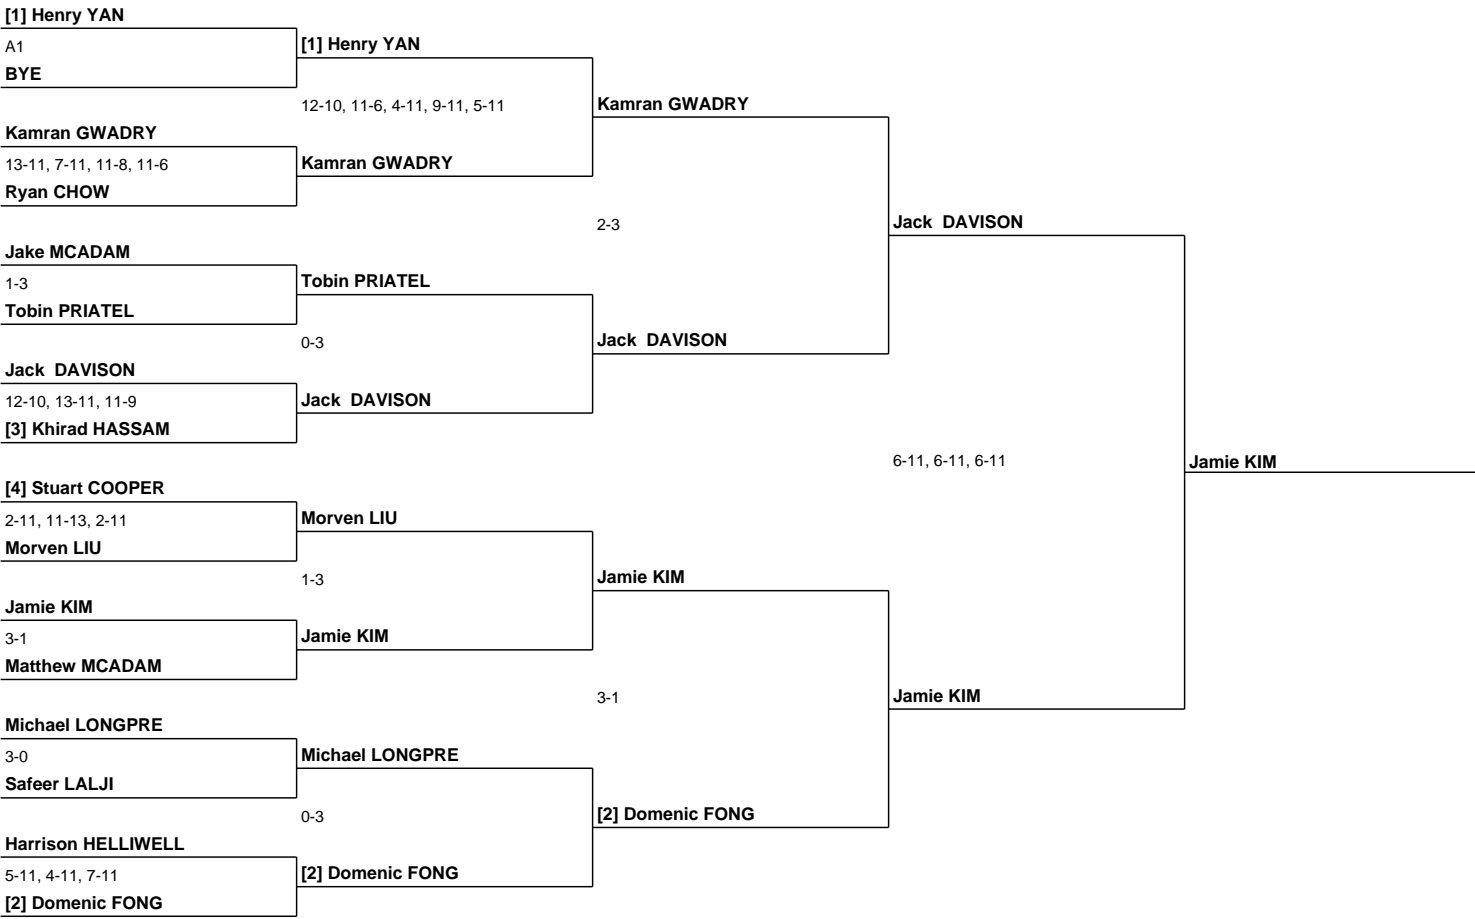 [1] Henry YAN
A1
BYE
Kamran GWADRY
13-11, 7-11, 11-8, 11-6
Ryan CHOW
Jake MCADAM
1-3
Tobin PRIATEL
Jack  DAVISON
12-10, 13-11, 11-9
[3] Khirad HASSAM
[4] Stuart COOPER
2-11, 11-13, 2-11
Morven LIU
Jamie KIM
3-1
Matthew MCADAM
Michael LONGPRE
3-0
Safeer LALJI
Harrison HELLIWELL
5-11, 4-11, 7-11
[2] Domenic FONG
[1] Henry YAN
12-10, 11-6, 4-11, 9-11, 5-11
Kamran GWADRY
Tobin PRIATEL
0-3
Jack  DAVISON
Morven LIU
1-3
Jamie KIM
Michael LONGPRE
0-3
[2] Domenic FONG
Kamran GWADRY
2-3
Jack  DAVISON
Jamie KIM
3-1
[2] Domenic FONG
Jack  DAVISON
6-11, 6-11, 6-11
Jamie KIM
Jamie KIM